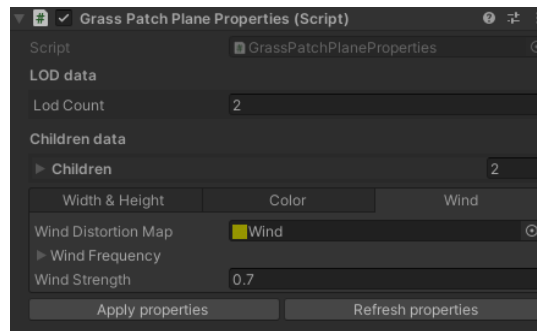 Grass Patch Plane Properties (Script)
Script GrassPatchPlaneProperties
LOD data
Lod Count 2
Children data
Children 2
Width & Height Color Wind
Wind Distortion Map Wind
Wind Frequency
Wind Strength 0.7
Apply properties Refresh properties